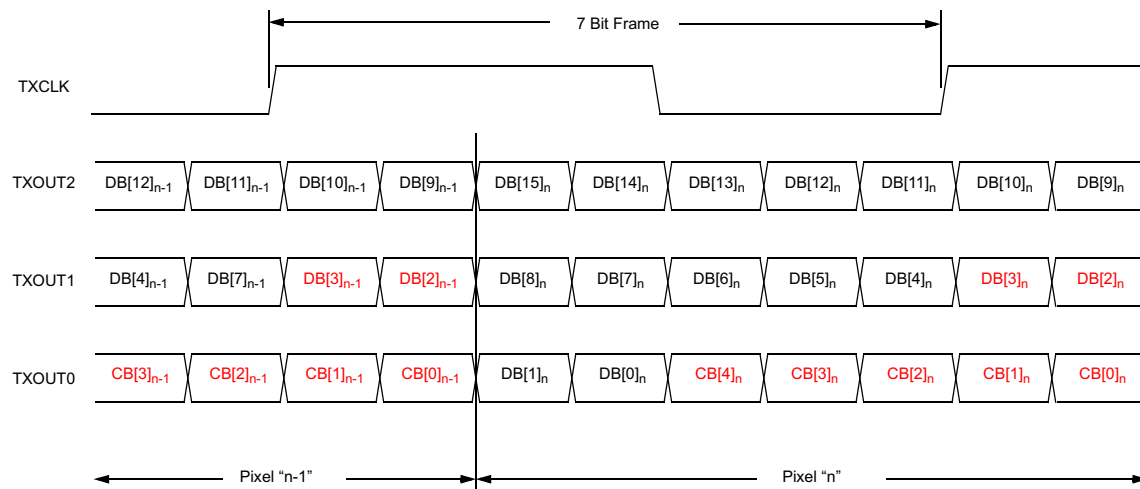 7 Bit Frame
TXCLK
TXOUT2 DB[12]n-1 DB[11]n-1 DB[10]n-1 DB[9]n-1 DB[15]n DB[14]n DB[13]n DB[12]n DB[11]n DB[10]n DB[9]n
TXOUT1 DB[4]n-1 DB[7]n-1 DB[3]n-1 DB[2]n-1 DB[8]n DB[7]n DB[6]n DB[5]n DB[4]n DB[3]n DB[2]n
TXOUT0 CB[3]n-1 CB[2]n-1 CB[1]n-1 CB[0]n-1 DB[1]n DB[0]n CB[4]n CB[3]n CB[2]n CB[1]n CB[0]n
Pixel “n-1” Pixel “n”